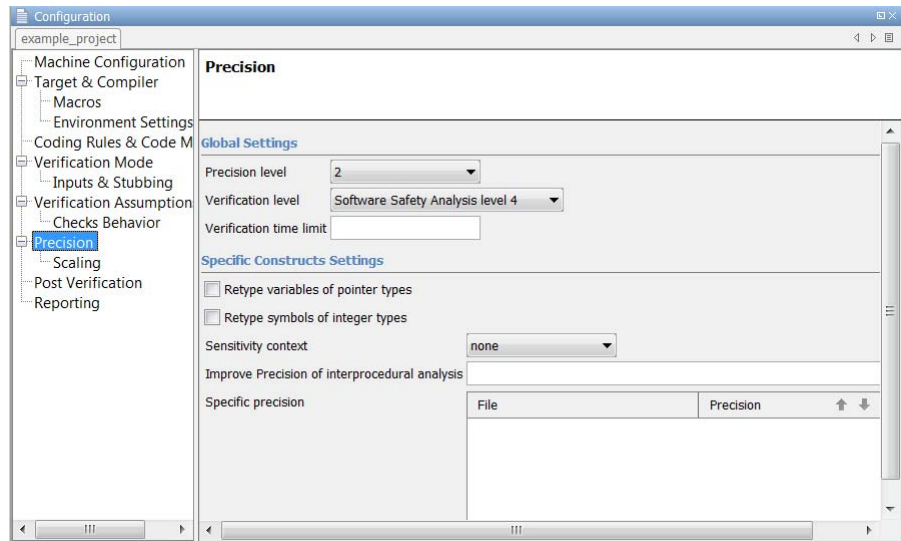 Configuration
example_project
Machine Configuration
Target & Compiler
Macros
Environment Settings
Coding Rules & Code M
Verification Mode
Inputs & Stubbing
Verification Assumption
Checks Behavior
Precision
Scaling
Post Verification
Reporting
Precision
Global Settings
Precision level 2
Verification level Software Safety Analysis level 4
Verification time limit
Specific Constructs Settings
Retype variables of pointer types
Retype symbols of integer types
Sensitivity context none
Improve Precision of interprocedural analysis
Specific precision File Precision